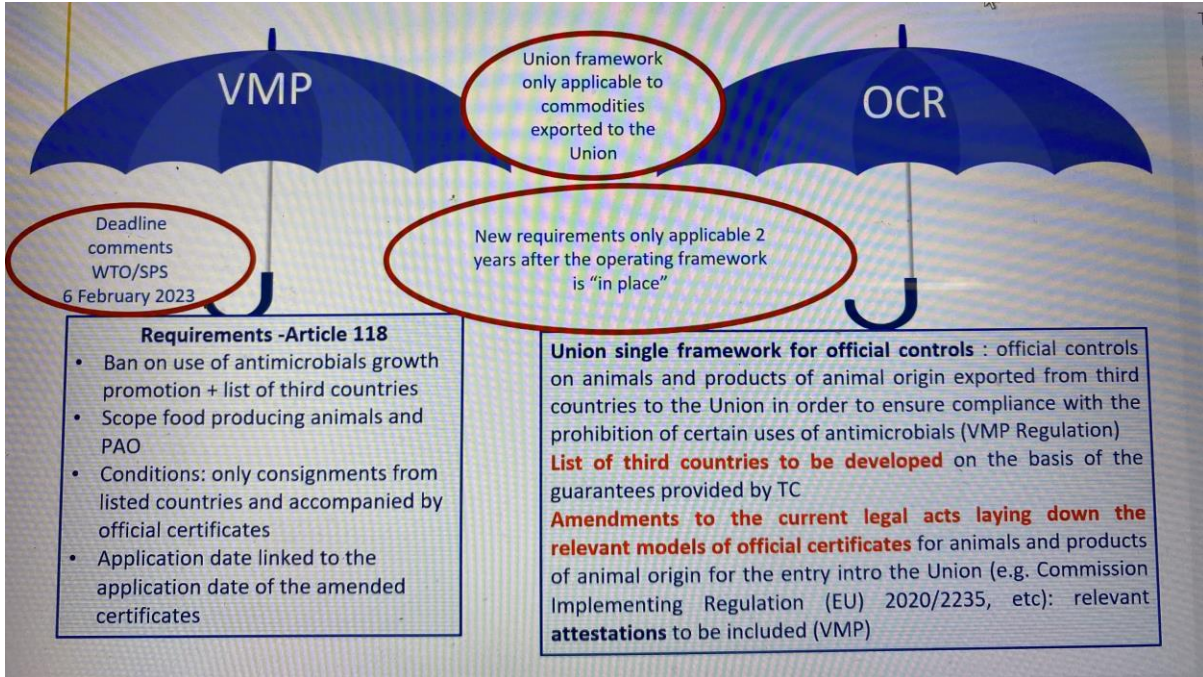 VMP
Union framework
only applicable to
commodities
exported to the
Union
OCR
Deadline
comments
WTO/SPS
6 February 2023
New requirements only applicable 2
years after the operating framework
is “in place”
Requirements -Article 118
• Ban on use of antimicrobials growth
promotion + list of third countries
• Scope food producing animals and
PAO
• Conditions: only consignments from
listed countries and accompanied by
official certificates
• Application date linked to the
application date of the amended
certificates
Union single framework for official controls : official controls
on animals and products of animal origin exported from third
countries to the Union in order to ensure compliance with the
prohibition of certain uses of antimicrobials (VMP Regulation)
List of third countries to be developed on the basis of the
guarantees provided by TC
Amendments to the current legal acts laying down the
relevant models of official certificates for animals and products
of animal origin for the entry intro the Union (e.g. Commission
Implementing Regulation (EU) 2020/2235, etc): relevant
attestations to be included (VMP)